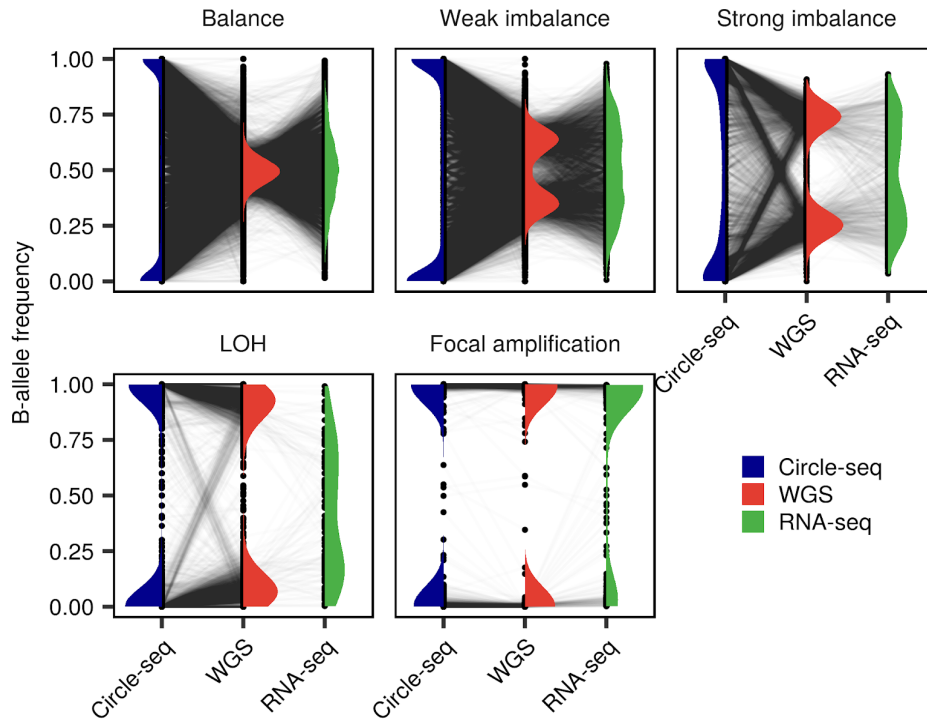 Balance
Weak imbalance
Strong imbalance
B-allele frequency
1.00
0.75
0.50
0.25
0.00
Circle-seq
WGS
RNA-seq
LOH
Focal amplification
1.00
0.75
0.50
0.25
0.00
Circle-seq
WGS
RNA-seq
Circle-seq
WGS
RNA-seq
Circle-seq
WGS
RNA-seq